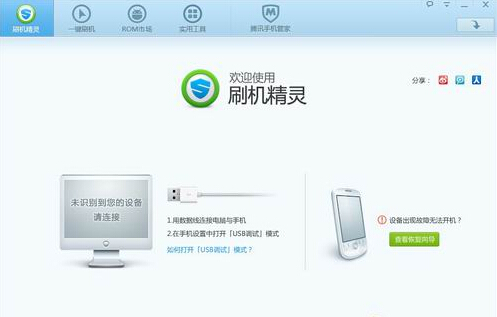 刷机精灵
一键刷机
ROM市场
实用工具
腾讯手机管家
欢迎使用
刷机精灵
分享：
未识别到您的设备
请连接
1.用数据线连接电脑与手机
2.在手机设置中打开「USB调试」模式
如何打开「USB调试」模式？
设备出现故障无法开机？
查看恢复向导